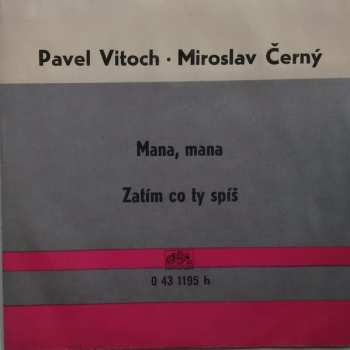 Pavel Vitoch · Miroslav Černý
Mana, mana
Zatím co ty spíš
0 43 1195 h